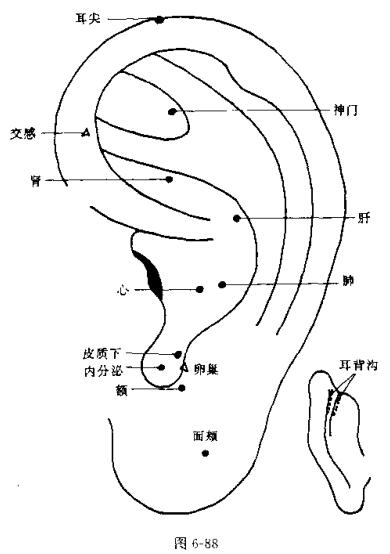 耳尖
神门
交感
肾
肝
心
肺
皮质下
内分泌
卵巢
额
耳背沟
面颊
图 6-88